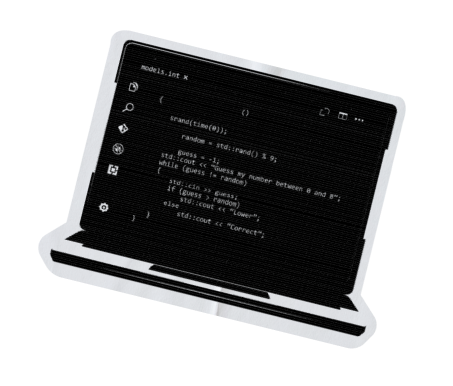 models.int ×
{
()
srand(time(0));
random = std::rand() % 9;
guess = -1;
std::cout << "Guess my number between 0 and 8";
while (guess != random)
{
std::cin >> guess;
if (guess > random)
std::cout << "Lower";
else
std::cout << "Correct";
}
]